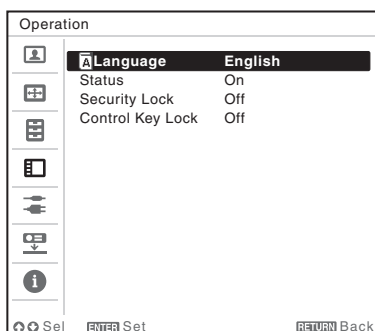 Operation
A Language English
Status On
Security Lock Off
Control Key Lock Off
Sel ENTER Set RETURN Back